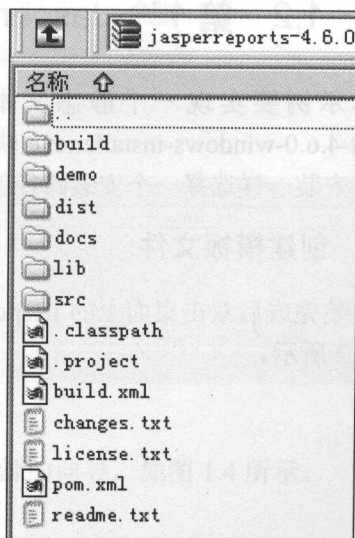 jasperreports-4.6.0
名称
..
build
demo
dist
docs
lib
src
.classpath
.project
build.xml
changes.txt
license.txt
pom.xml
readme.txt